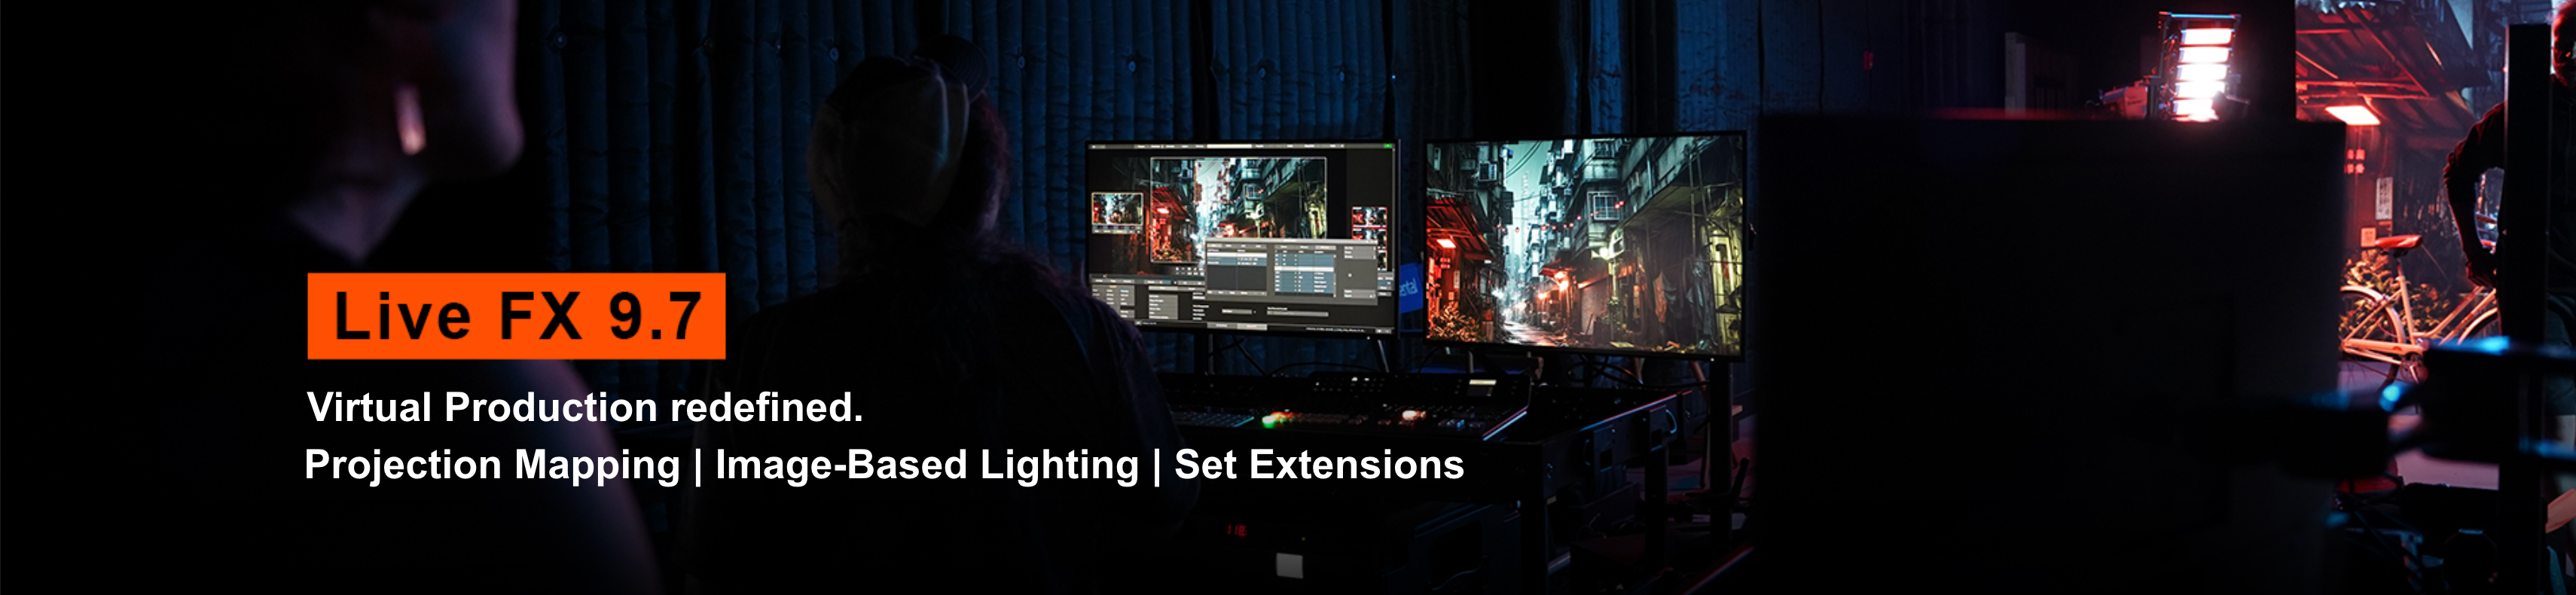 Live FX 9.7
Virtual Production redefined.
Projection Mapping | Image-Based Lighting | Set Extensions